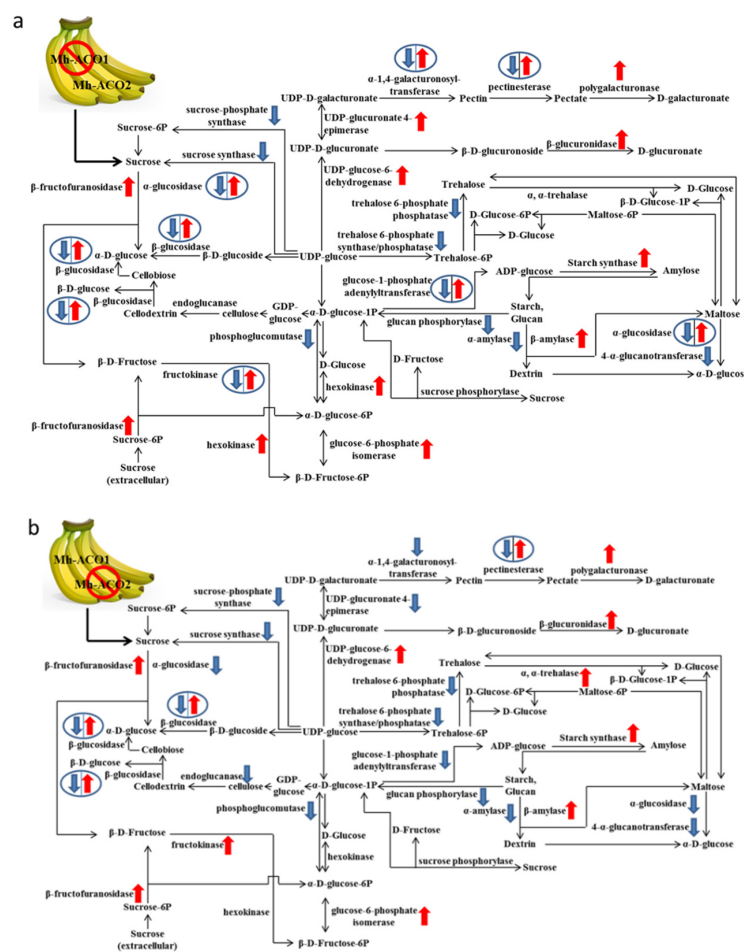 a
Mh-ACO1
Mh-ACO2
α-1,4-galacturonosyl-
transferase
pectinesterase
polygalacturonase
UDP-D-galacturonate
Pectin
Pectate
D-galacturonate
sucrose-phosphate
synthase
UDP-glucuronate 4-
epimerase
Sucrose-6P
UDP-D-glucuronate
β-D-glucuronoside
β-glucuronidase
D-glucuronate
Sucrose
sucrose synthase
UDP-glucose-6-
dehydrogenase
Trehalose
D-Glucose
β-fructofuranosidase
α-glucosidase
α, α-trehalase
β-D-Glucose-1P
trehalose 6-phosphate
phosphatase
D-Glucose-6P
Maltose-6P
D-Glucose
trehalose 6-phosphate
synthase/phosphatase
β-glucosidase
α-D-glucose
β-D-glucoside
UDP-glucose
Trehalose-6P
β-glucosidase
Cellobiose
ADP-glucose
Starch synthase
Amylose
glucose-1-phosphate
adenylyltransferase
β-D-glucose
β-glucosidase
Cellodextrin
endoglucanase
cellulose
GDP-
glucose
α-D-glucose-1P
Starch,
Glucan
Maltose
glucan phosphorylase
phosphoglucomutase
α-amylase
β-amylase
α-glucosidase
4-α-glucanotransferase
β-D-Fructose
fructokinase
D-Glucose
D-Fructose
Dextrin
α-D-glucos
hexokinase
sucrose phosphorylase
Sucrose
α-D-glucose-6P
β-fructofuranosidase
Sucrose-6P
hexokinase
glucose-6-phosphate
isomerase
Sucrose
(extracellular)
β-D-Fructose-6P
b
Mh-ACO1
Mh-ACO2
α-1,4-galacturonosyl-
transferase
pectinesterase
polygalacturonase
UDP-D-galacturonate
Pectin
Pectate
D-galacturonate
sucrose-phosphate
synthase
UDP-glucuronate 4-
epimerase
Sucrose-6P
UDP-D-glucuronate
β-D-glucuronoside
β-glucuronidase
D-glucuronate
Sucrose
sucrose synthase
UDP-glucose-6-
dehydrogenase
Trehalose
D-Glucose
β-fructofuranosidase
α-glucosidase
α, α-trehalase
β-D-Glucose-1P
trehalose 6-phosphate
phosphatase
D-Glucose-6P
Maltose-6P
D-Glucose
trehalose 6-phosphate
synthase/phosphatase
β-glucosidase
α-D-glucose
β-D-glucoside
UDP-glucose
Trehalose-6P
β-glucosidase
Cellobiose
ADP-glucose
Starch synthase
Amylose
glucose-1-phosphate
adenylyltransferase
β-D-glucose
β-glucosidase
Cellodextrin
endoglucanase
cellulose
GDP-
glucose
α-D-glucose-1P
Starch,
Glucan
Maltose
glucan phosphorylase
phosphoglucomutase
α-amylase
β-amylase
α-glucosidase
4-α-glucanotransferase
β-D-Fructose
fructokinase
D-Glucose
D-Fructose
Dextrin
α-D-glucose
hexokinase
sucrose phosphorylase
Sucrose
α-D-glucose-6P
β-fructofuranosidase
Sucrose-6P
hexokinase
glucose-6-phosphate
isomerase
Sucrose
(extracellular)
β-D-Fructose-6P